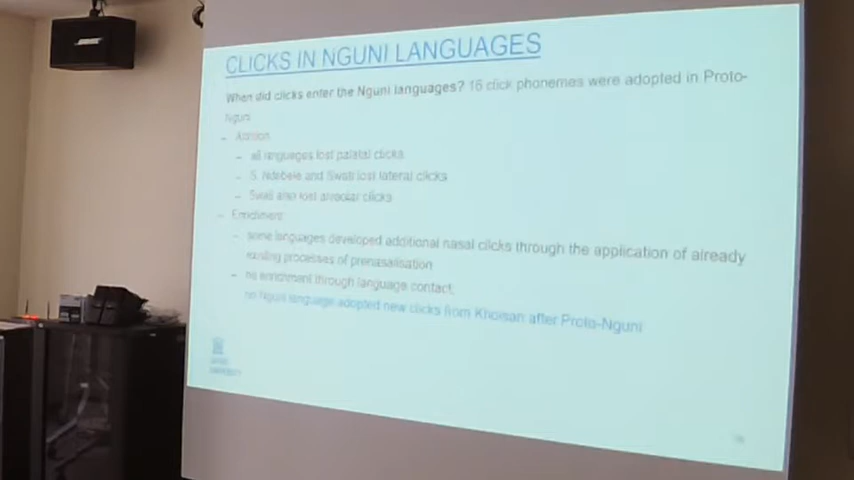 CLICKS IN NGUNI LANGUAGES
When did clicks enter the Nguni languages? 16 click phonemes were adopted in Proto-
Nguni
- Attrition
- all languages lost palatal clicks
- S. Ndebele and Swati lost lateral clicks
- Swati also lost alveolar clicks
- Enrichment
- some languages developed additional nasal clicks through the application of already
existing processes of prenasalisation
- no enrichment through language contact:
no Nguni language adopted new clicks from Khoisan after Proto-Nguni
UNIVERSITY